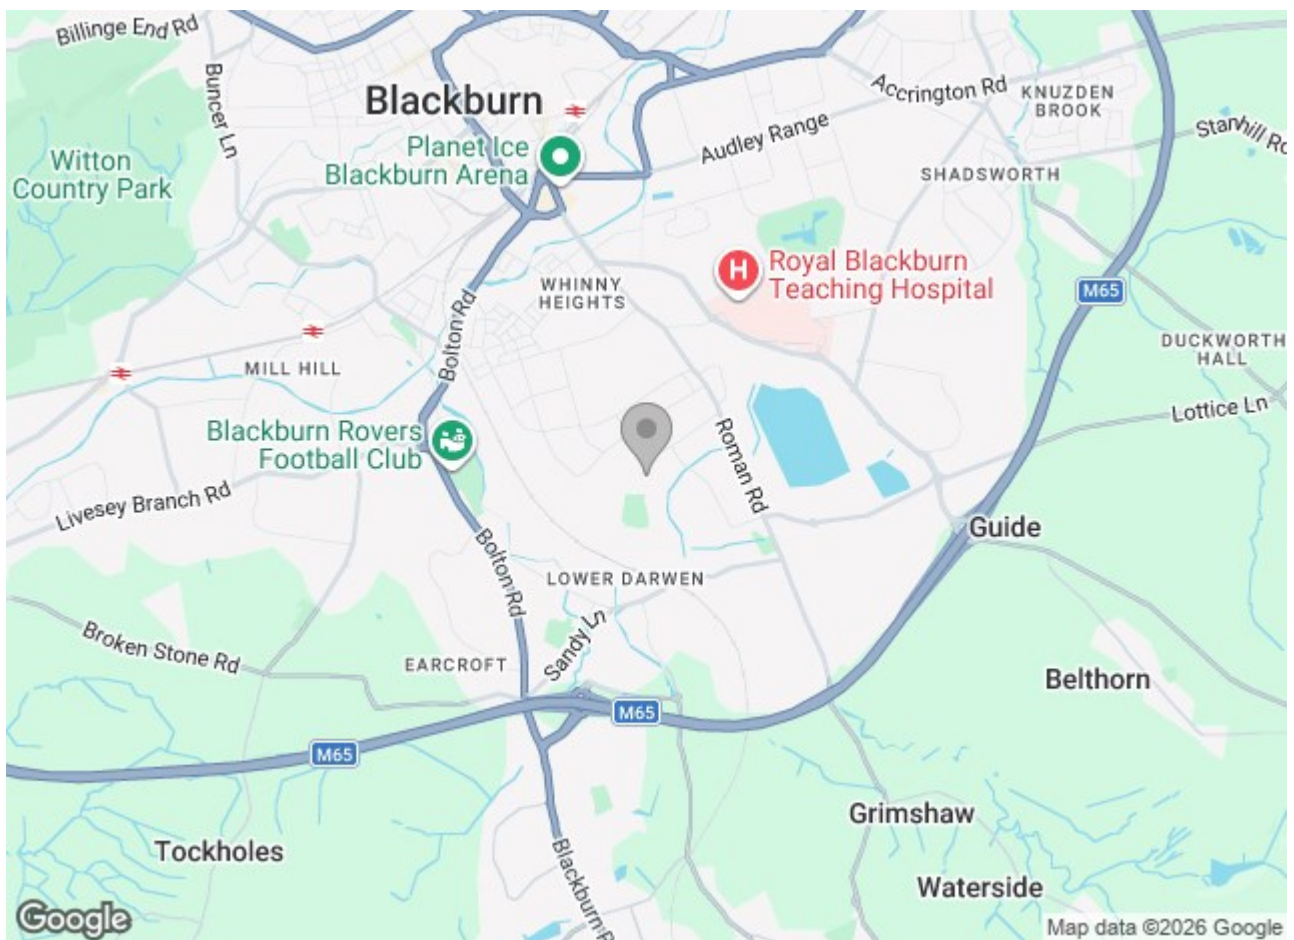 Billinge End Rd
Buncer Ln
Blackburn
Accrington Rd
KNUZDEN
BROOK
Audley Range
Stanhill Ro
Planet Ice
Blackburn Arena
Witton
Country Park
SHADSWORTH
Royal Blackburn
Teaching Hospital
H
WHINNY
HEIGHTS
M65
Bolton Rd
MILL HILL
DUCKWORTH
HALL
Lottice Ln
Blackburn Rovers
Football Club
Roman Rd
Livesey Branch Rd
Guide
Bolton Rd
LOWER DARWEN
Sandy Ln
Broken Stone Rd
EARCROFT
Belthorn
M65
M65
Grimshaw
Tockholes
Blackburn R
Waterside
Google
Map data ©2026 Google